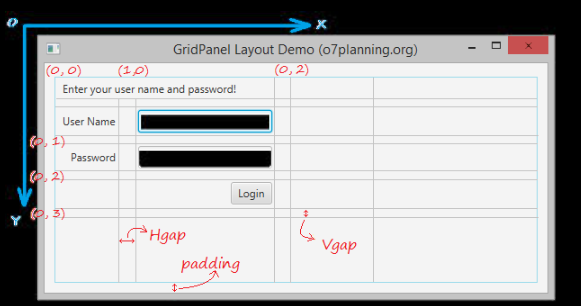 O X
GridPanel Layout Demo (o7planning.org)
(0, 0) (1,0) (0, 2)
Enter your user name and password!
User Name
(0, 1)
Password
(0, 2)
Login
(0, 3)
Y
Hgap
Vgap
padding